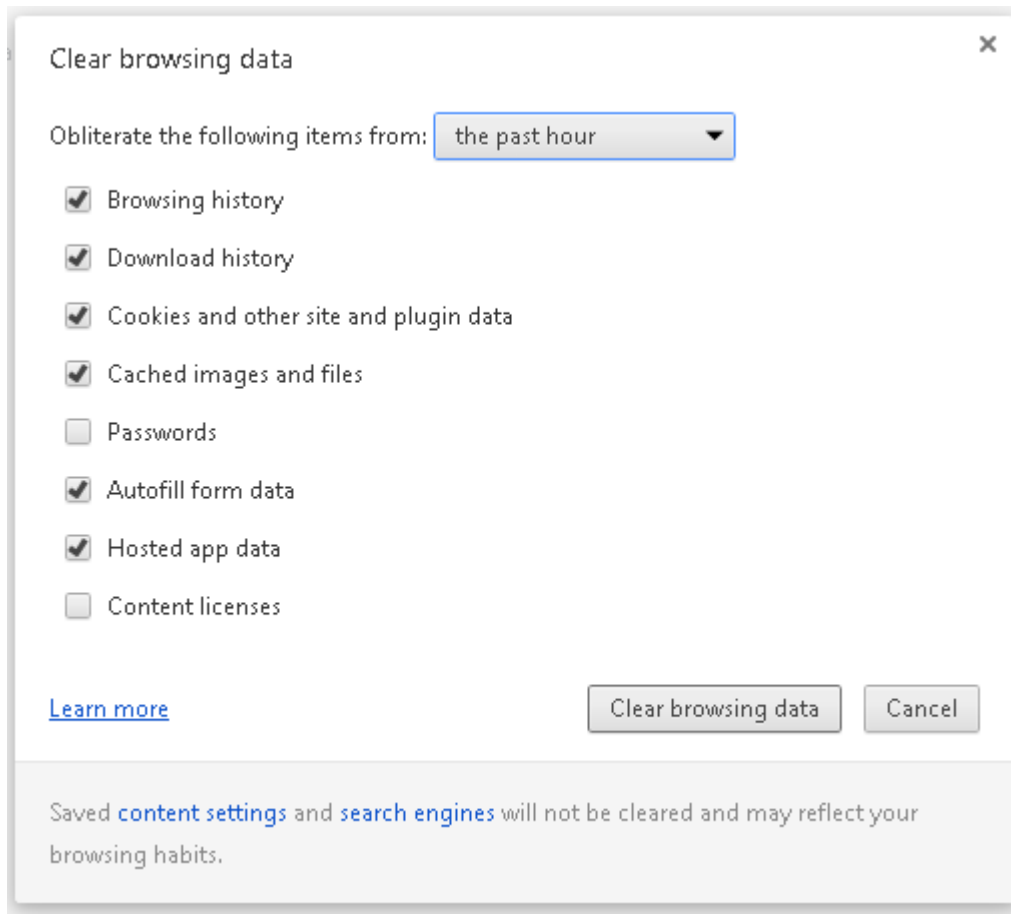 Clear browsing data
Obliterate the following items from: the past hour
Browsing history
Download history
Cookies and other site and plugin data
Cached images and files
Passwords
Autofill form data
Hosted app data
Content licenses
Learn more Clear browsing data Cancel
Saved content settings and search engines will not be cleared and may reflect your
browsing habits.